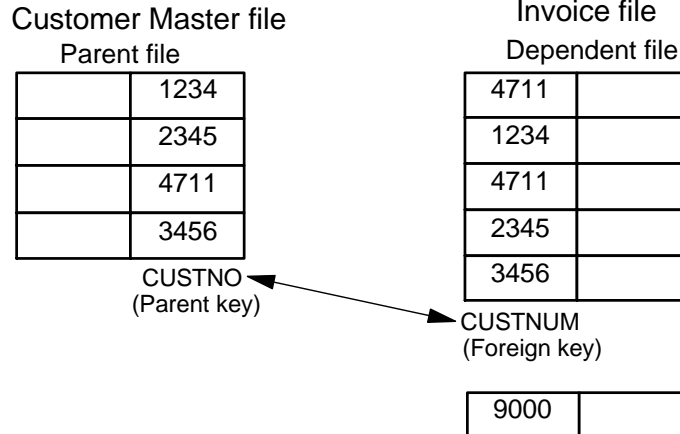 Customer Master file
Parent file
1234
2345
4711
3456
CUSTNO
(Parent key)
Invoice file
Dependent file
4711
1234
4711
2345
3456
CUSTNUM
(Foreign key)
9000